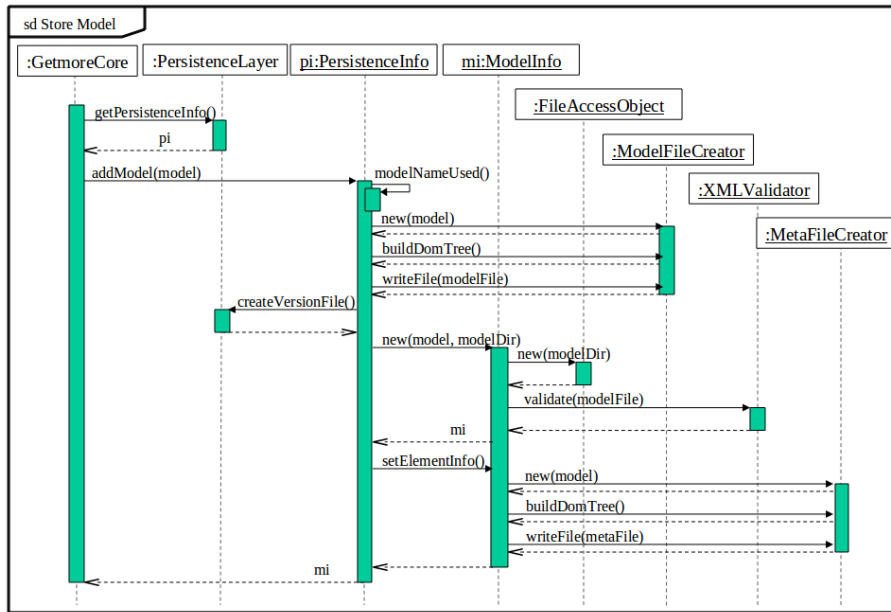 sd Store Model
:GetmoreCore
:PersistenceLayer
pi:PersistenceInfo
mi:ModelInfo
:FileAccessObject
:ModelFileCreator
:XMLValidator
:MetaFileCreator
getPersistenceInfo()
pi
addModel(model)
modelNameUsed()
new(model)
buildDomTree()
writeFile(modelFile)
createVersionFile()
new(model, modelDir)
new(modelDir)
validate(modelFile)
mi
setElementInfo()
new(model)
buildDomTree()
writeFile(metaFile)
mi